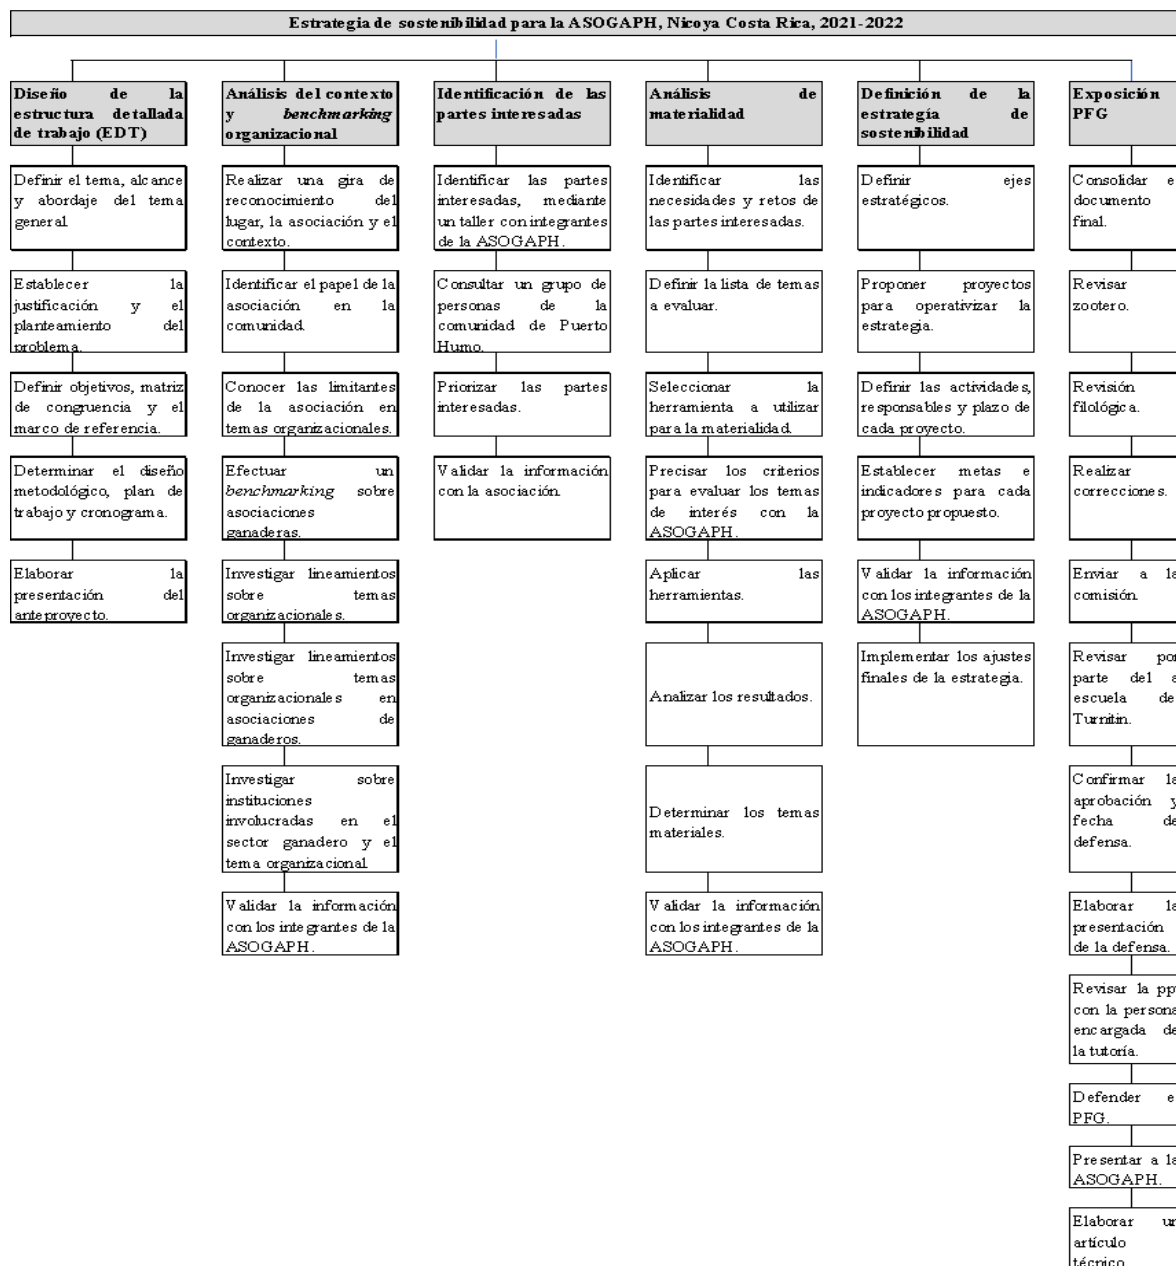 Estrategia de sostenibilidad para la ASOGAPH, Nicoya Costa Rica, 2021-2022
Diseño de la
estructura detallada
de trabajo (EDT)
Definir el tema, alcance
y abordaje del tema
general
Establecer la
justificación y el
planteamiento del
problema.
Definir objetivos, matriz
de congruencia y el
marco de referencia.
Determinar el diseño
metodológico, plan de
trabajo y cronograma.
Elaborar la
presentación del
anteproyecto.
Análisis del contexto
y benchmarking
organizacional
Realizar una gira de
reconocimiento del
lugar, la asociación y el
contexto.
Identificar el papel de la
asociación en la
comunidad.
Conocer las limitantes
de la asociación en
temas organizacionales.
Efectuar un
benchmarking sobre
asociaciones
ganaderas.
Investigar lineamientos
sobre temas
organizacionales.
Investigar lineamientos
sobre temas
organizacionales en
asociaciones de
ganaderos.
Investigar sobre
instituciones
involucradas en el
sector ganadero y el
tema organizacional
Validar la información
con los integrantes de la
ASOGAPH.
Identificación de las
partes interesadas
Identificar las partes
interesadas, mediante
un taller con integrantes
de la ASOGAPH.
Consultar un grupo de
personas de la
comunidad de Puerto
Humo.
Priorizar las partes
interesadas.
Validar la información
con la asociación.
Análisis de
materialidad
Identificar las
necesidades y retos de
las partes interesadas.
Definir la lista de temas
a evaluar.
Seleccionar la
herramienta a utilizar
para la materialidad.
Precisar los criterios
para evaluar los temas
de interés con la
ASOGAPH.
Aplicar las
herramientas.
Analizar los resultados.
Determinar los temas
materiales.
Validar la información
con los integrantes de la
ASOGAPH.
Definición de la
estrategía de
sostenibilidad
Definir ejes
estratégicos.
Proponer proyectos
para operativizar la
estrategia.
Definir las actividades,
responsables y plazo de
cada proyecto.
Establecer metas e
indicadores para cada
proyecto propuesto.
Validar la información
con los integrantes de la
ASOGAPH.
Implementar los ajustes
finales de la estrategia.
Exposición
PFG
Consolidar e
documento
final.
Revisar
zootero.
Revisión
filológica.
Realizar
correcciones.
Enviar a la
comisión.
Revisar por
parte del a
escuela de
Turnitin.
Confirmar la
aprobación y
fecha de
defensa.
Elaborar la
presentación
de la defensa.
Revisar la ppt
con la persona
encargada de
la tutoría.
Defender e
PFG.
Presentar a la
ASOGAPH.
Elaborar un
artículo
técnico